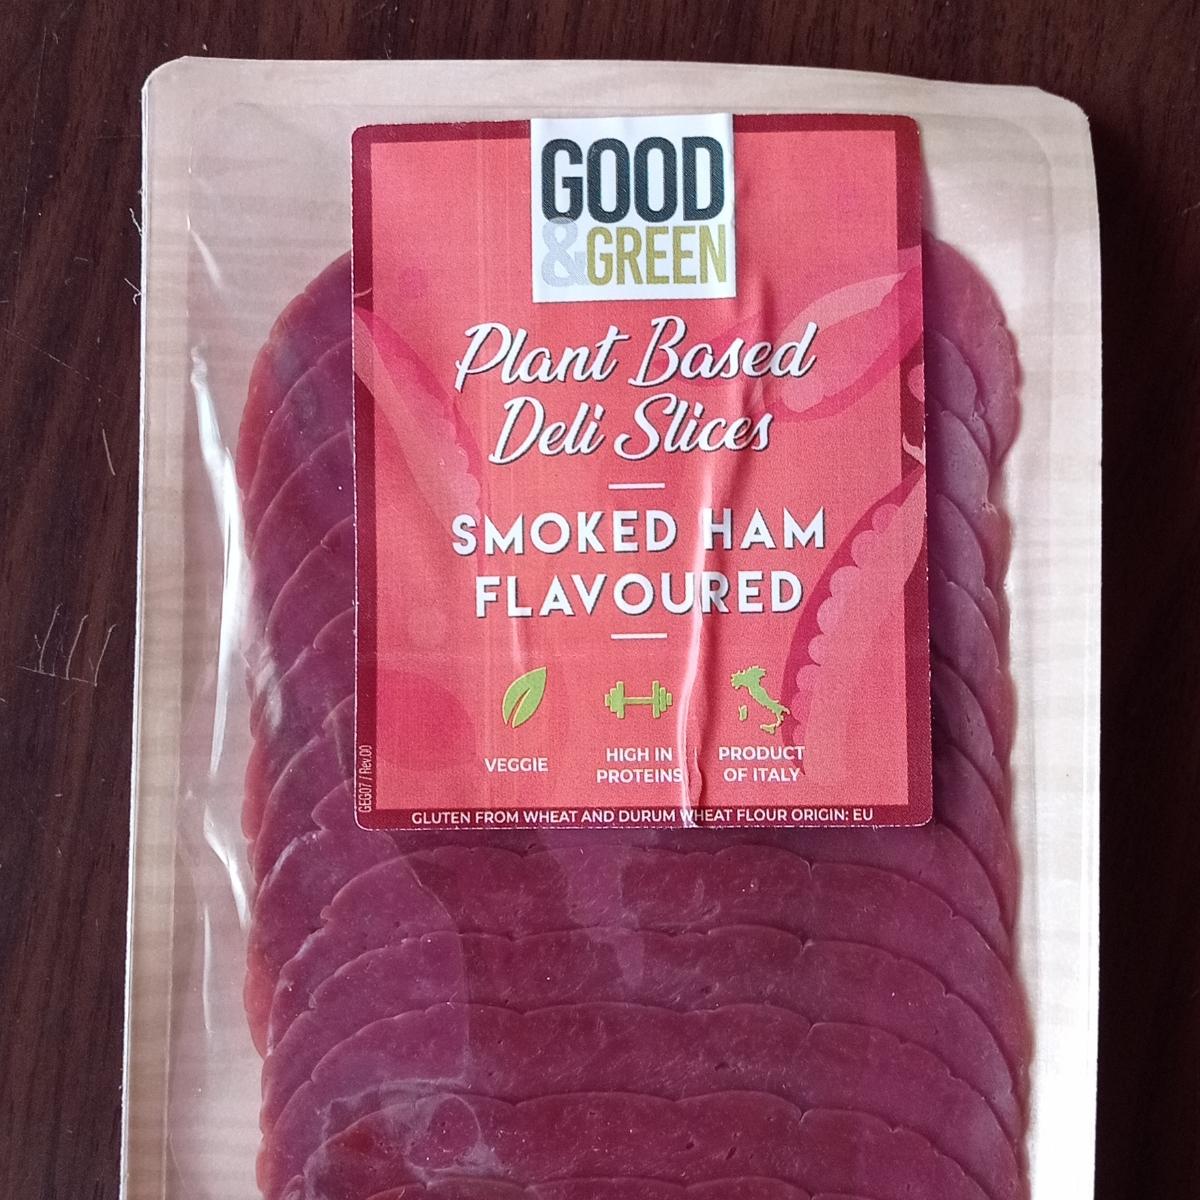 GOOD
&GREEN
Plant Based
Deli Slices
SMOKED HAM
FLAVOURED
VEGGIE
HIGH IN
PROTEINS
PRODUCT
OF ITALY
GEG07 / Rev.00
GLUTEN FROM WHEAT AND DURUM WHEAT FLOUR ORIGIN: EU